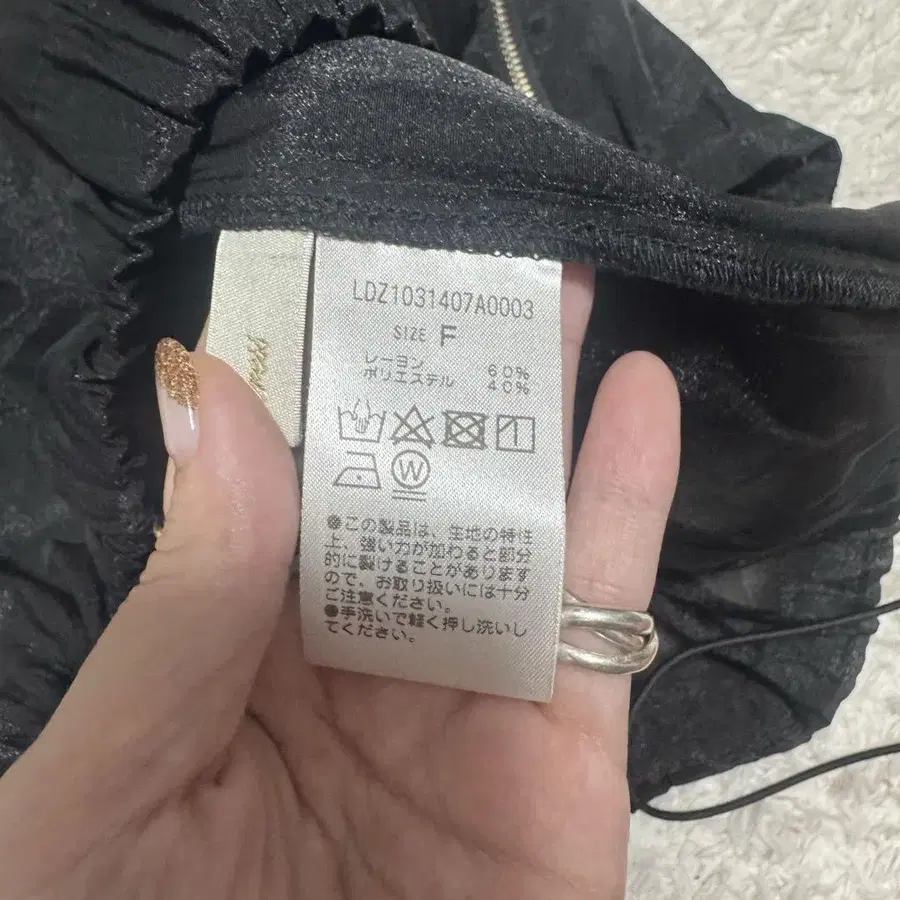 LDZ1031407A0003
SIZE F
レーヨン 60%
ポリエステル 40%
W
●この製品は、生地の特性
上、強い力が加わると部分
的に裂けることがあります
ので、お取り扱いには十分
ご注意ください。
●手洗いで軽く押し洗いし
てください。